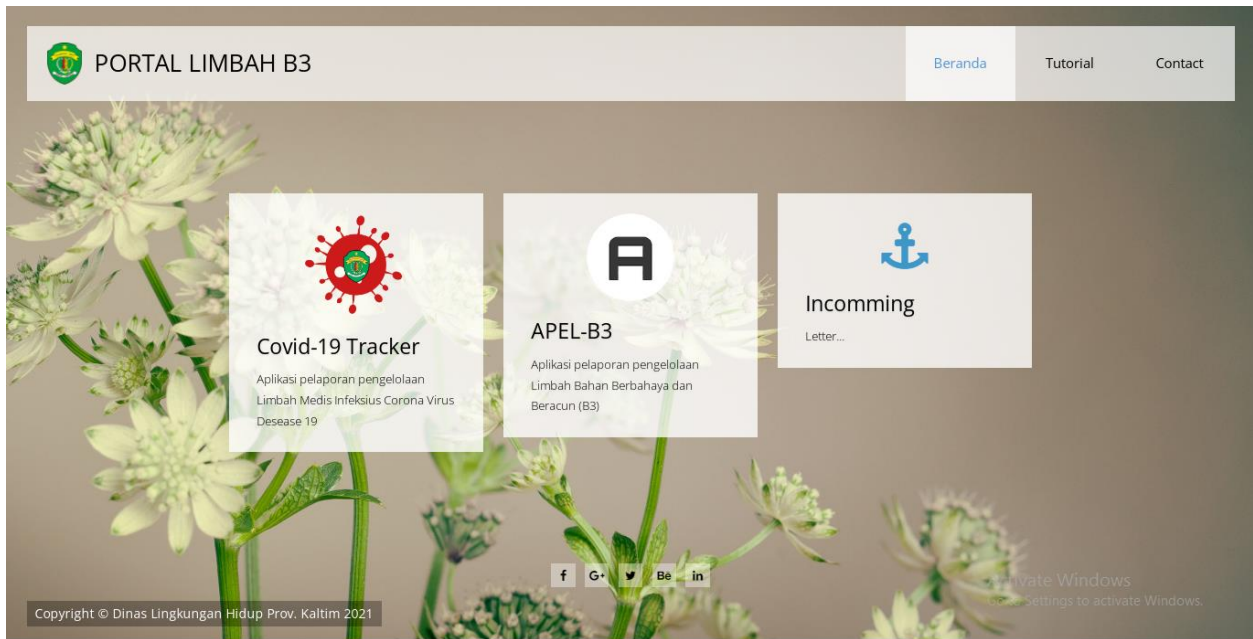 PORTAL LIMBAH B3
Beranda
Tutorial
Contact
Covid-19 Tracker
Aplikasi pelaporan pengelolaan
Limbah Medis Infeksius Corona Virus
Desease 19
A
APEL-B3
Aplikasi pelaporan pengelolaan
Limbah Bahan Berbahaya dan
Beracun (B3)
Incomming
Letter...
f G+ Bē in
Activate Windows
Go to Settings to activate Windows.
Copyright © Dinas Lingkungan Hidup Prov. Kaltim 2021